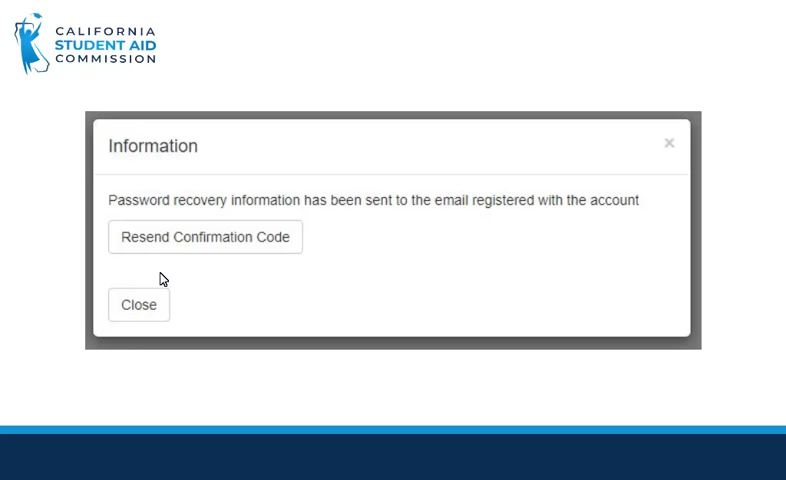 CALIFORNIA
STUDENT AID
COMMISSION
Information
×
Password recovery information has been sent to the email registered with the account
Resend Confirmation Code
Close